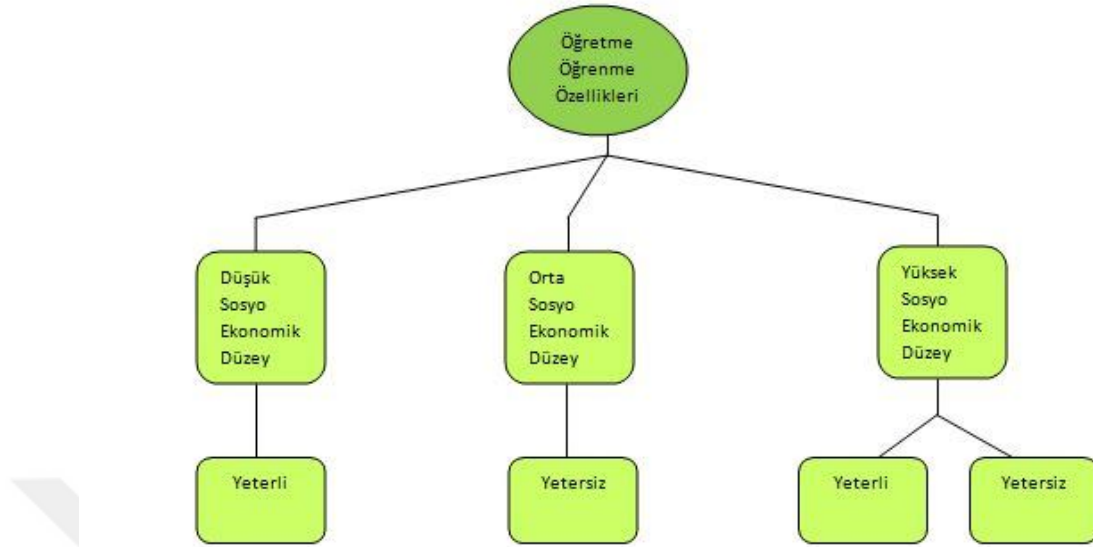 Öğretme
Öğrenme
Özellikleri
Düşük
Sosyo
Ekonomik
Düzey
Orta
Sosyo
Ekonomik
Düzey
Yüksek
Sosyo
Ekonomik
Düzey
Yeterli
Yetersiz
Yeterli
Yetersiz